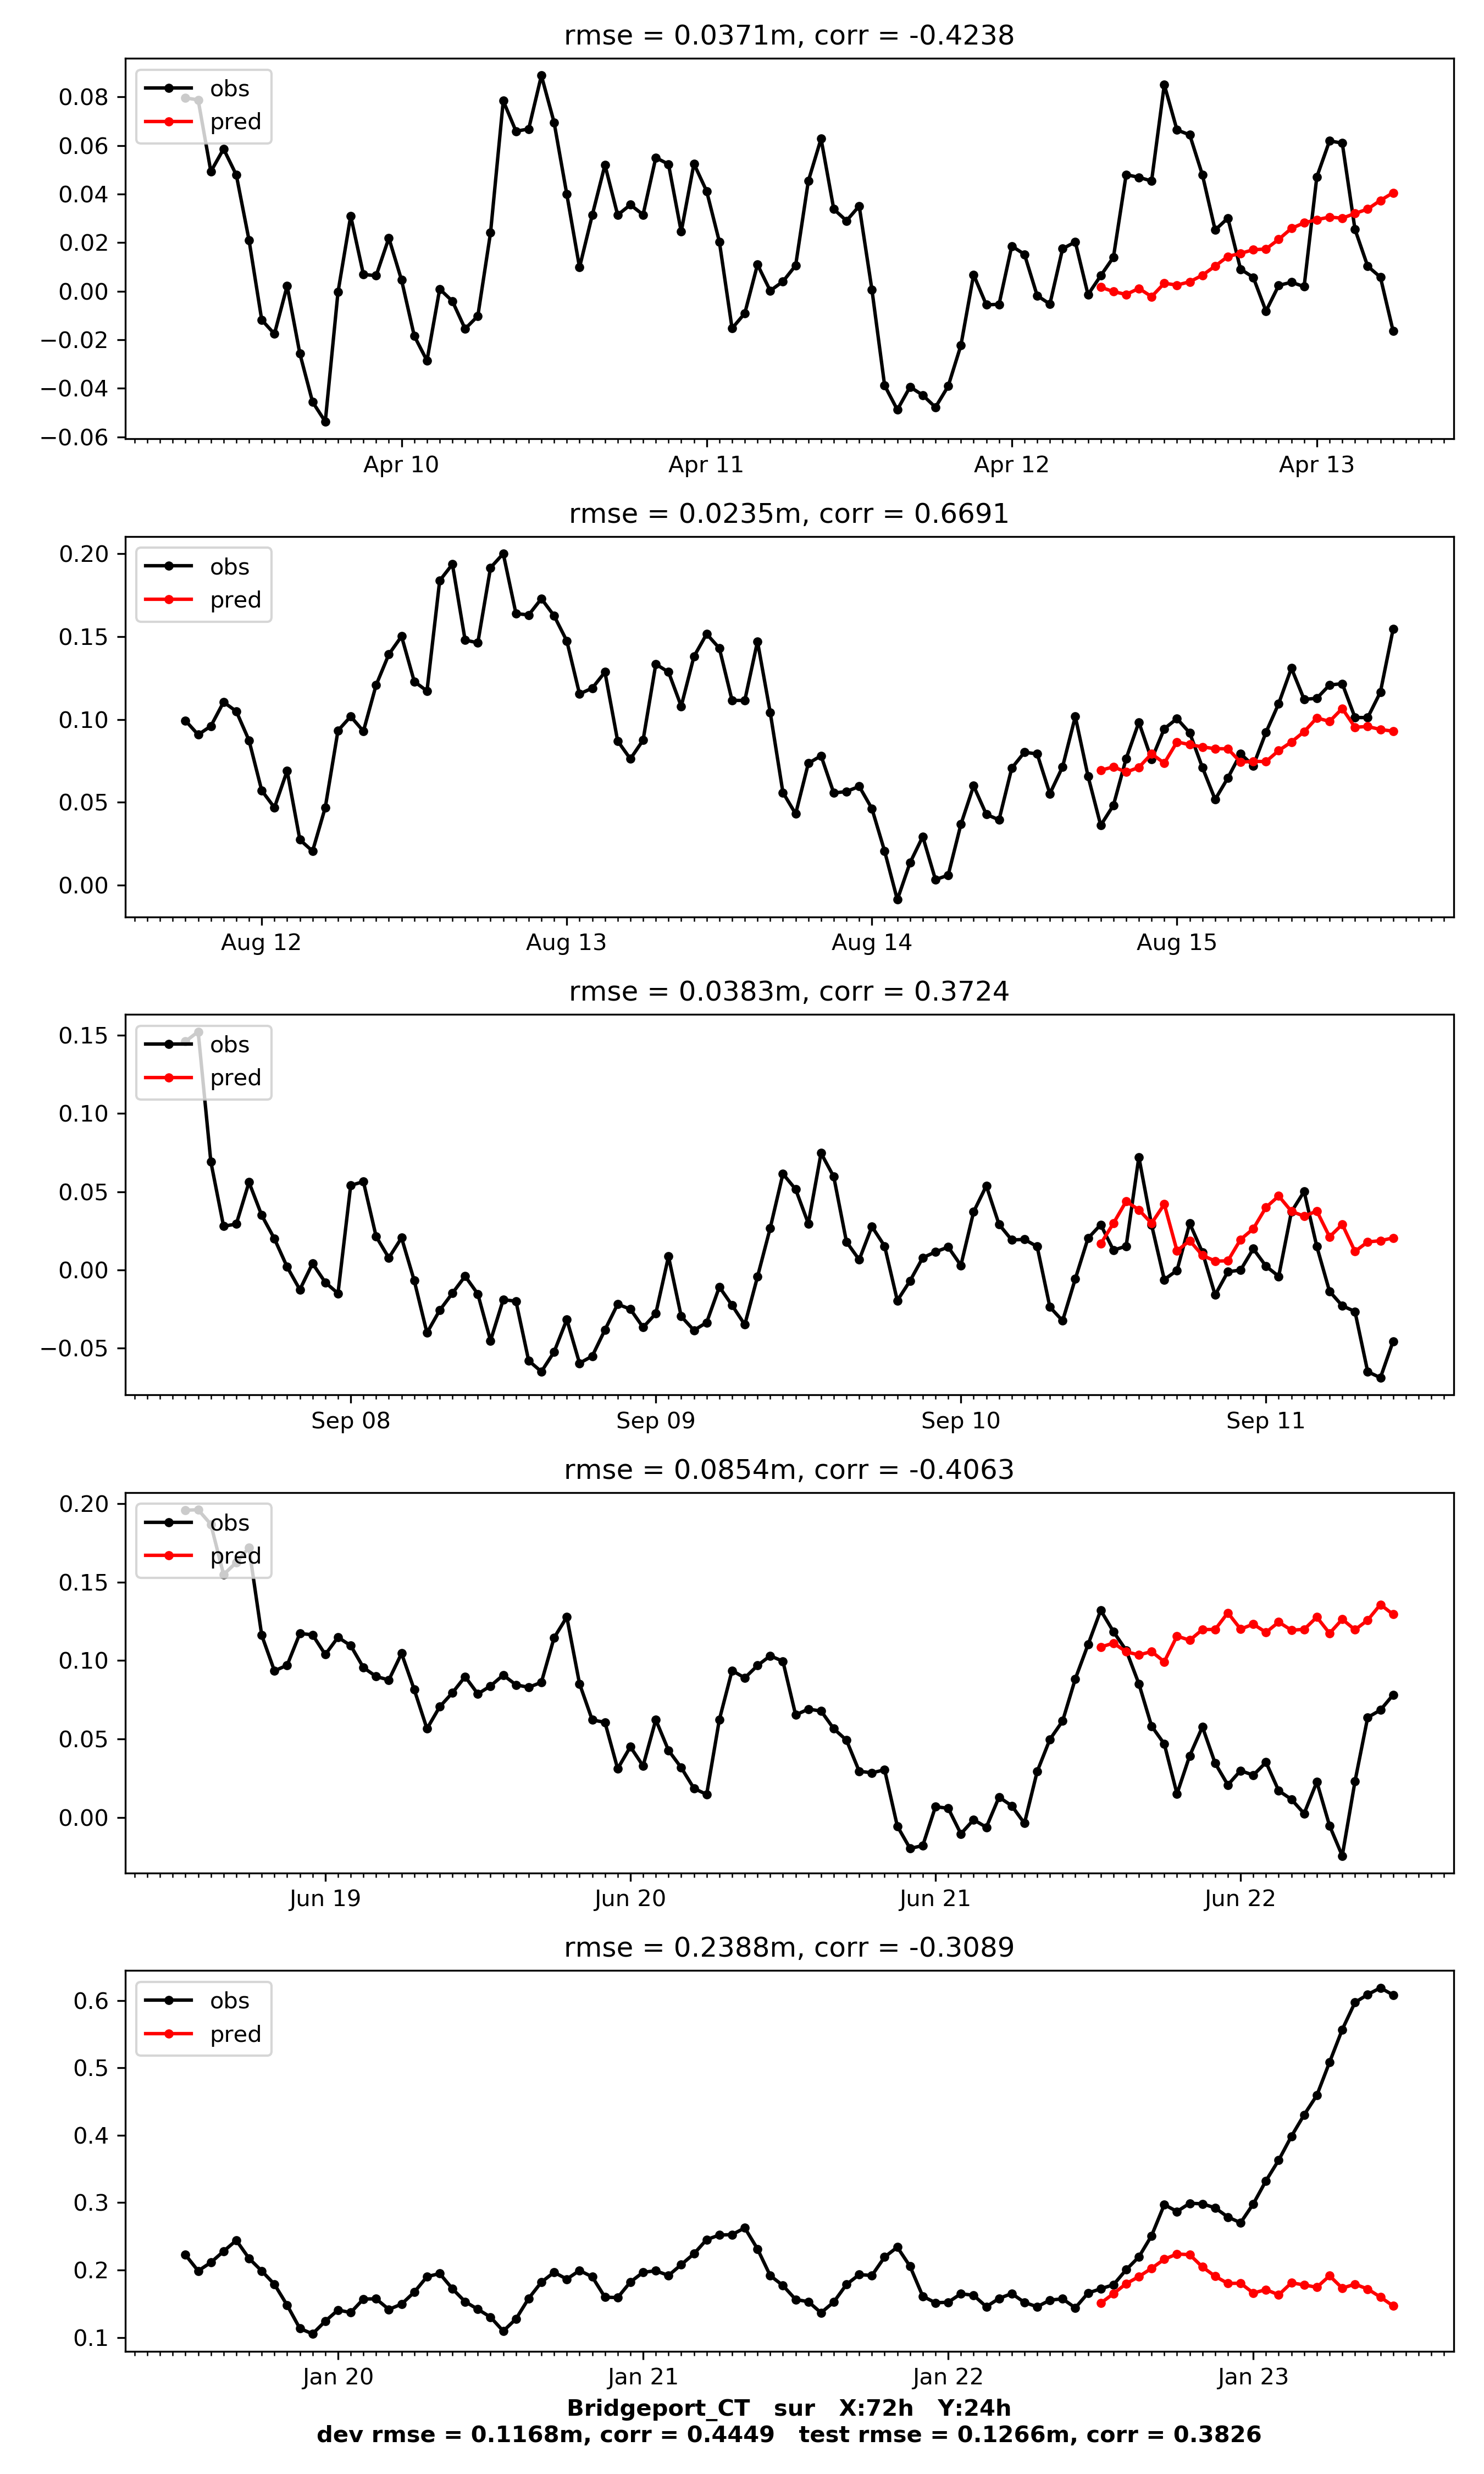 rmse = 0.0371m, corr = -0.4238
obs
pred
0.08
0.06
0.04
0.02
0.00
−0.02
−0.04
−0.06
Apr 10 Apr 11 Apr 12 Apr 13
rmse = 0.0235m, corr = 0.6691
obs
pred
0.20
0.15
0.10
0.05
0.00
Aug 12 Aug 13 Aug 14 Aug 15
rmse = 0.0383m, corr = 0.3724
obs
pred
0.15
0.10
0.05
0.00
−0.05
Sep 08 Sep 09 Sep 10 Sep 11
rmse = 0.0854m, corr = -0.4063
obs
pred
0.20
0.15
0.10
0.05
0.00
Jun 19 Jun 20 Jun 21 Jun 22
rmse = 0.2388m, corr = -0.3089
obs
pred
0.6
0.5
0.4
0.3
0.2
0.1
Jan 20 Jan 21 Jan 22 Jan 23
Bridgeport_CT sur X:72h Y:24h
dev rmse = 0.1168m, corr = 0.4449 test rmse = 0.1266m, corr = 0.3826